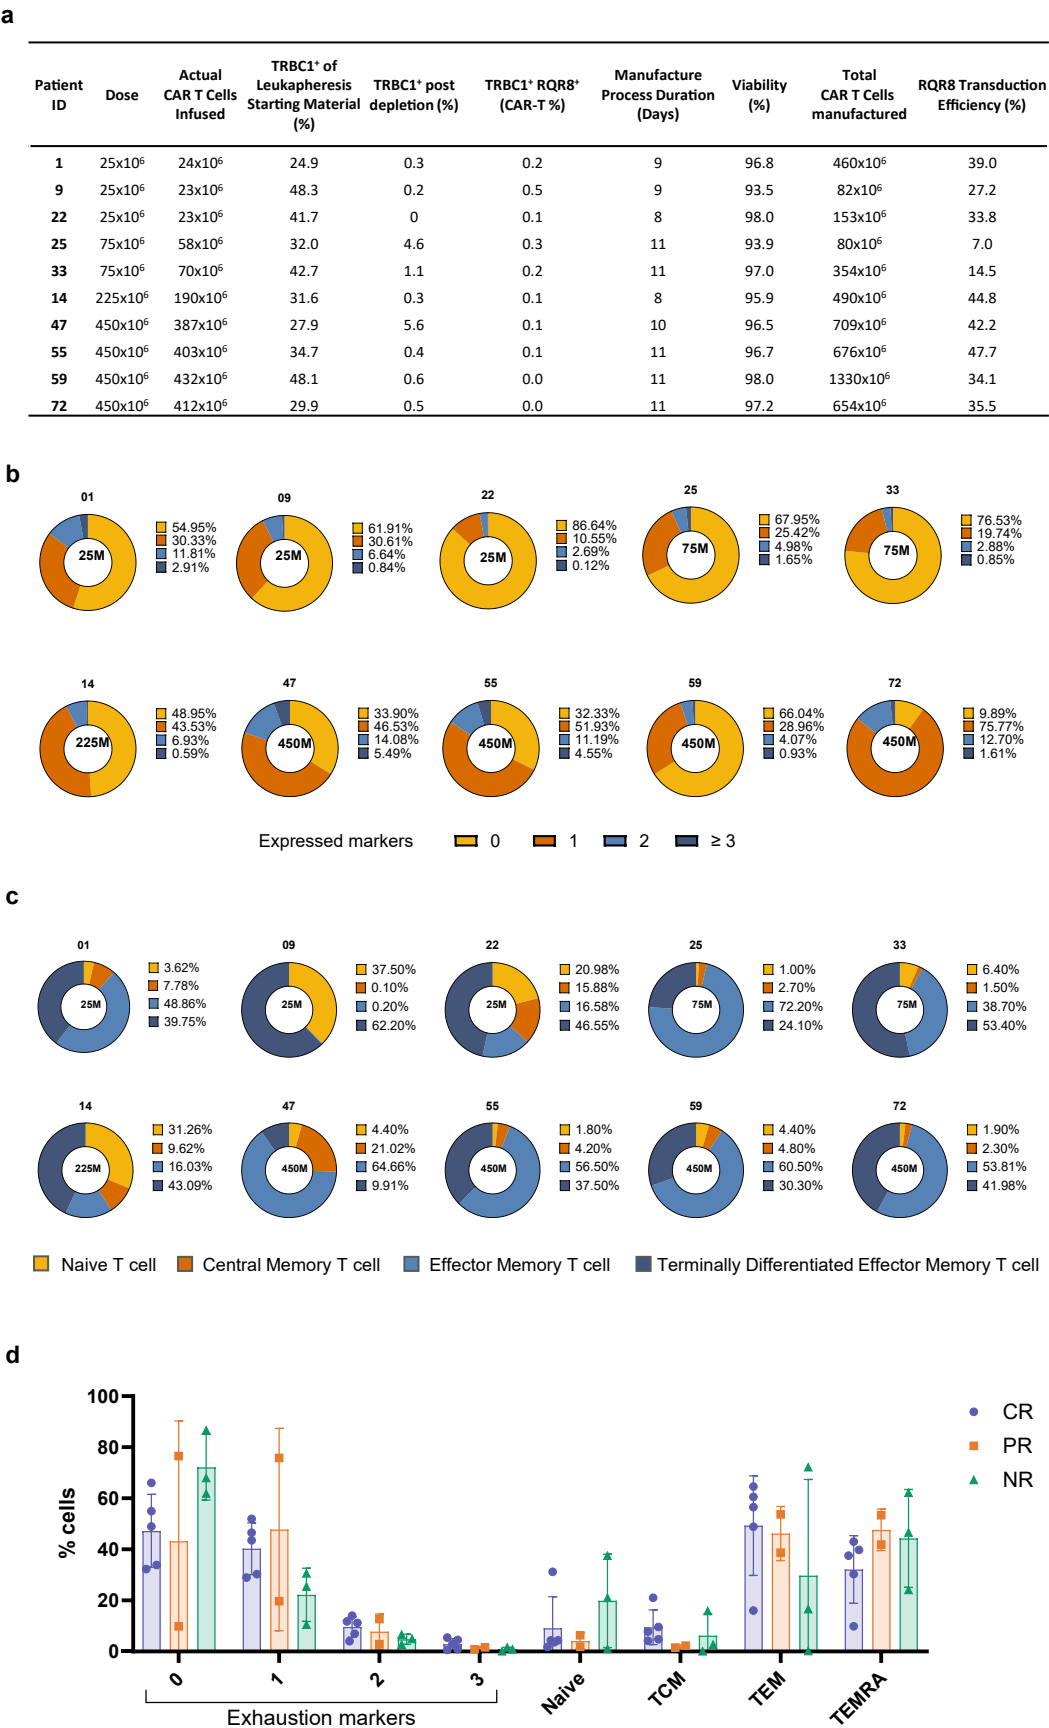 a
Patient ID Dose Actual CAR T Cells Infused TRBC1⁺ of Leukapheresis Starting Material (%) TRBC1⁺ post depletion (%) TRBC1⁺ RQR8⁺ (CAR-T %) Manufacture Process Duration (Days) Viability (%) Total CAR T Cells manufactured RQR8 Transduction Efficiency (%)
1 25x10⁶ 24x10⁶ 24.9 0.3 0.2 9 96.8 460x10⁶ 39.0
9 25x10⁶ 23x10⁶ 48.3 0.2 0.5 9 93.5 82x10⁶ 27.2
22 25x10⁶ 23x10⁶ 41.7 0 0.1 8 98.0 153x10⁶ 33.8
25 75x10⁶ 58x10⁶ 32.0 4.6 0.3 11 93.9 80x10⁶ 7.0
33 75x10⁶ 70x10⁶ 42.7 1.1 0.2 11 97.0 354x10⁶ 14.5
14 225x10⁶ 190x10⁶ 31.6 0.3 0.1 8 95.9 490x10⁶ 44.8
47 450x10⁶ 387x10⁶ 27.9 5.6 0.1 10 96.5 709x10⁶ 42.2
55 450x10⁶ 403x10⁶ 34.7 0.4 0.1 11 96.7 676x10⁶ 47.7
59 450x10⁶ 432x10⁶ 48.1 0.6 0.0 11 98.0 1330x10⁶ 34.1
72 450x10⁶ 412x10⁶ 29.9 0.5 0.0 11 97.2 654x10⁶ 35.5
b
01
25M
54.95%
30.33%
11.81%
2.91%
09
25M
61.91%
30.61%
6.64%
0.84%
22
25M
86.64%
10.55%
2.69%
0.12%
25
75M
67.95%
25.42%
4.98%
1.65%
33
75M
76.53%
19.74%
2.88%
0.85%
14
225M
48.95%
43.53%
6.93%
0.59%
47
450M
33.90%
46.53%
14.08%
5.49%
55
450M
32.33%
51.93%
11.19%
4.55%
59
450M
66.04%
28.96%
4.07%
0.93%
72
450M
9.89%
75.77%
12.70%
1.61%
Expressed markers 0 1 2 ≥ 3
c
01
25M
3.62%
7.78%
48.86%
39.75%
09
25M
37.50%
0.10%
0.20%
62.20%
22
25M
20.98%
15.88%
16.58%
46.55%
25
75M
1.00%
2.70%
72.20%
24.10%
33
75M
6.40%
1.50%
38.70%
53.40%
14
225M
31.26%
9.62%
16.03%
43.09%
47
450M
4.40%
21.02%
64.66%
9.91%
55
450M
1.80%
4.20%
56.50%
37.50%
59
450M
4.40%
4.80%
60.50%
30.30%
72
450M
1.90%
2.30%
53.81%
41.98%
Naive T cell Central Memory T cell Effector Memory T cell Terminally Differentiated Effector Memory T cell
d
% cells
100
80
60
40
20
0
0 1 2 3 Naive TCM TEM TEMRA
Exhaustion markers
CR
PR
NR